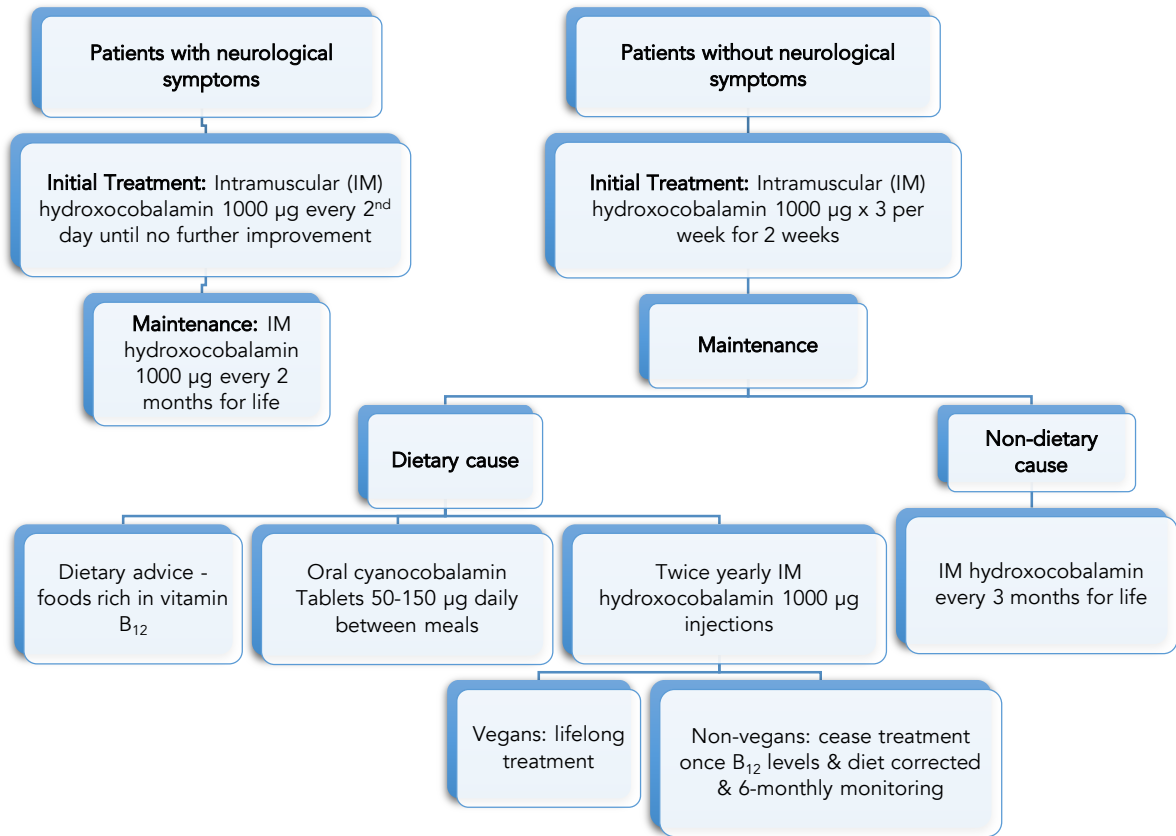 Patients with neurological
symptoms
Initial Treatment: Intramuscular (IM)
hydroxocobalamin 1000 µg every 2nd
day until no further improvement
Maintenance: IM
hydroxocobalamin
1000 µg every 2
months for life
Patients without neurological
symptoms
Initial Treatment: Intramuscular (IM)
hydroxocobalamin 1000 µg x 3 per
week for 2 weeks
Maintenance
Dietary cause
Non-dietary
cause
Dietary advice -
foods rich in vitamin
B12
Oral cyanocobalamin
Tablets 50-150 µg daily
between meals
Twice yearly IM
hydroxocobalamin 1000 µg
injections
IM hydroxocobalamin
every 3 months for life
Vegans: lifelong
treatment
Non-vegans: cease treatment
once B12 levels & diet corrected
& 6-monthly monitoring